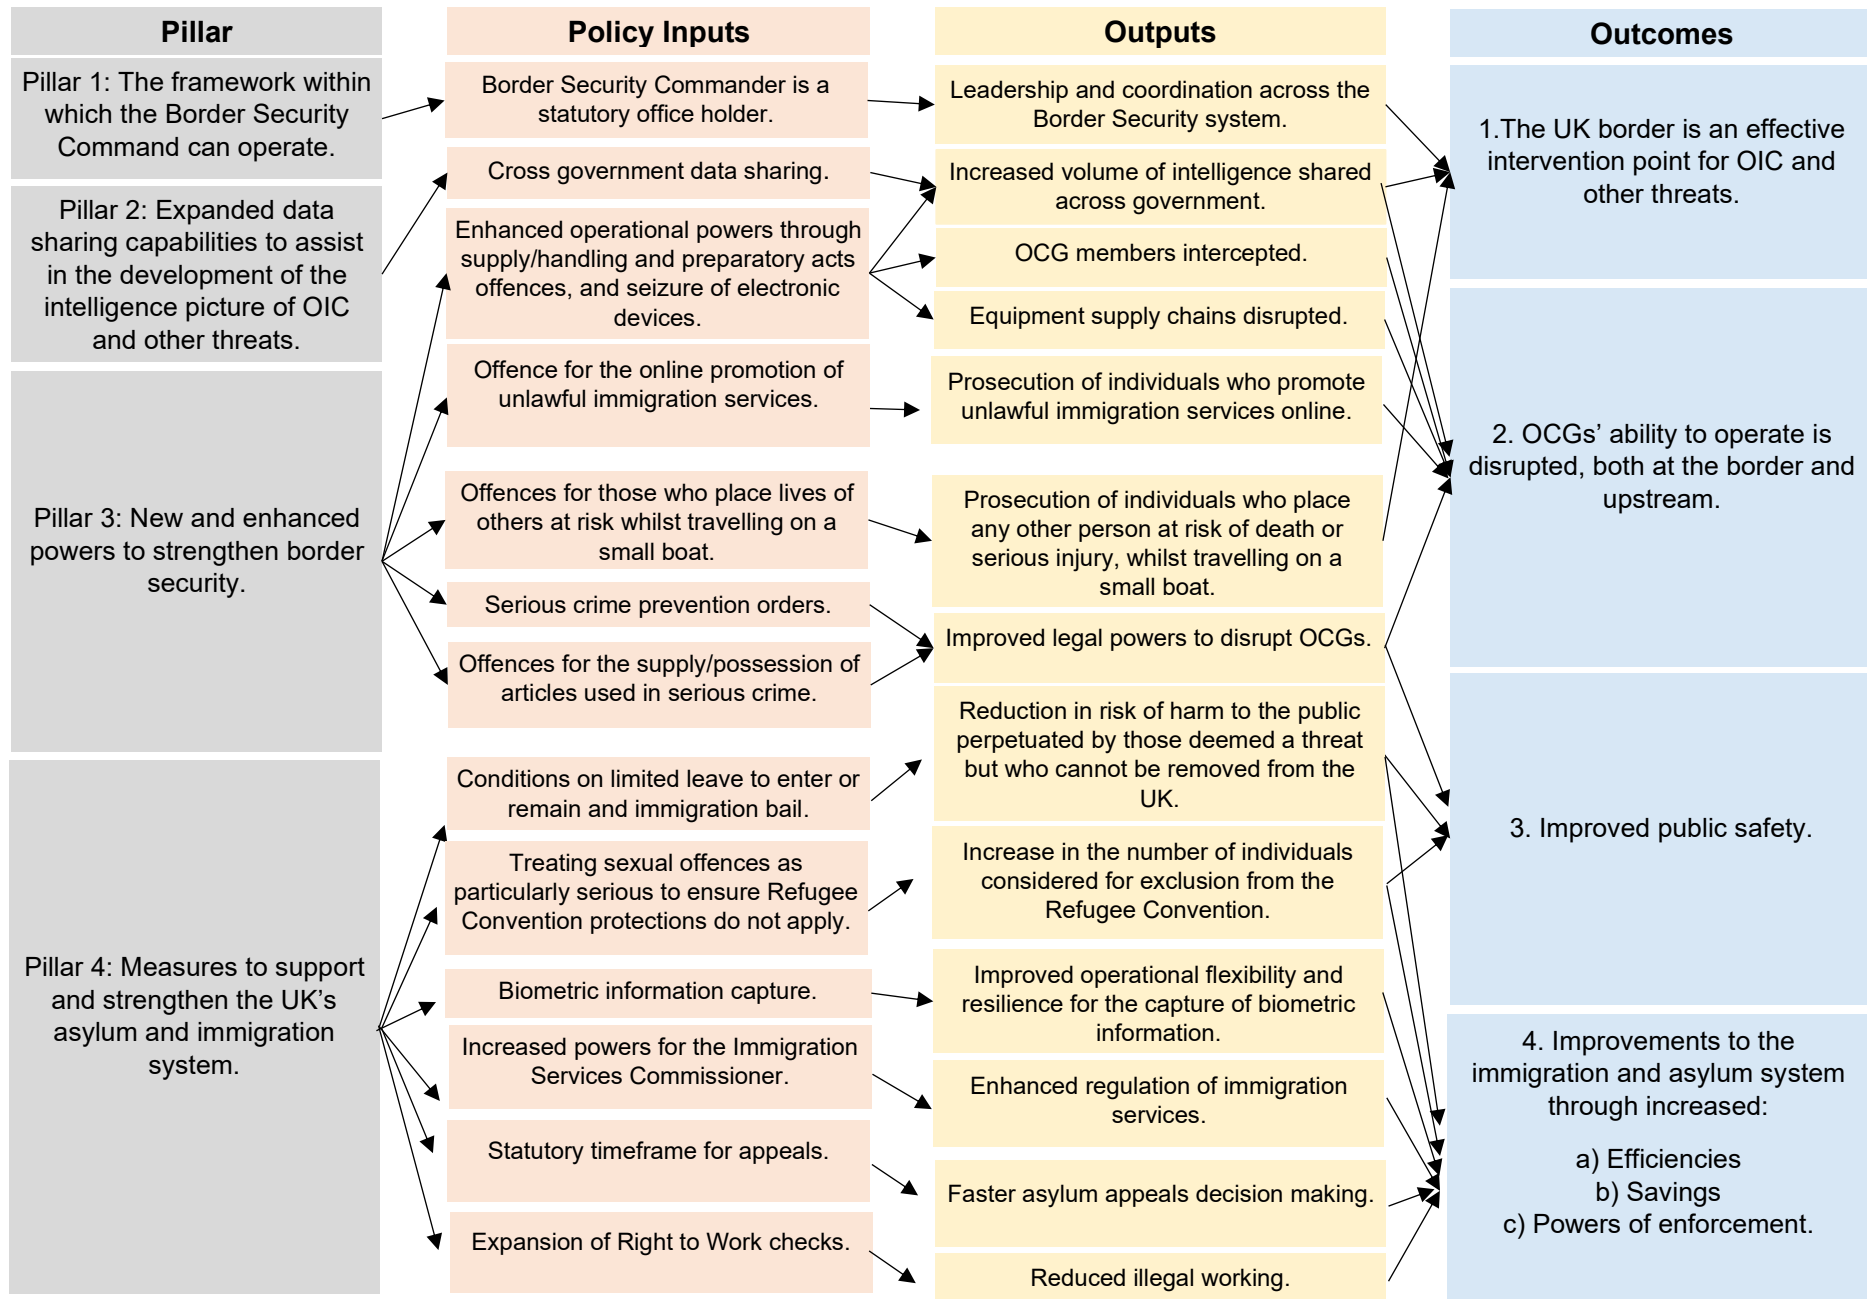 Pillar
Pillar 1: The framework within
which the Border Security
Command can operate.
Pillar 2: Expanded data
sharing capabilities to assist
in the development of the
intelligence picture of OIC
and other threats.
Pillar 3: New and enhanced
powers to strengthen border
security.
Pillar 4: Measures to support
and strengthen the UK's
asylum and immigration
system.
Policy Inputs
Border Security Commander is a
statutory office holder.
Cross government data sharing.
Enhanced operational powers through
supply/handling and preparatory acts
offences, and seizure of electronic
devices.
Offence for the online promotion of
unlawful immigration services.
Offences for those who place lives of
others at risk whilst travelling on a
small boat.
Serious crime prevention orders.
Offences for the supply/possession of
articles used in serious crime.
Conditions on limited leave to enter or
remain and immigration bail.
Treating sexual offences as
particularly serious to ensure Refugee
Convention protections do not apply.
Biometric information capture.
Increased powers for the Immigration
Services Commissioner.
Statutory timeframe for appeals.
Expansion of Right to Work checks.
Outputs
Leadership and coordination across the
Border Security system.
Increased volume of intelligence shared
across government.
OCG members intercepted.
Equipment supply chains disrupted.
Prosecution of individuals who promote
unlawful immigration services online.
Prosecution of individuals who place
any other person at risk of death or
serious injury, whilst travelling on a
small boat.
Improved legal powers to disrupt OCGs.
Reduction in risk of harm to the public
perpetuated by those deemed a threat
but who cannot be removed from the
UK.
Increase in the number of individuals
considered for exclusion from the
Refugee Convention.
Improved operational flexibility and
resilience for the capture of biometric
information.
Enhanced regulation of immigration
services.
Faster asylum appeals decision making.
Reduced illegal working.
Outcomes
1.The UK border is an effective
intervention point for OIC and
other threats.
2. OCGs' ability to operate is
disrupted, both at the border and
upstream.
3. Improved public safety.
4. Improvements to the
immigration and asylum system
through increased:
a) Efficiencies
b) Savings
c) Powers of enforcement.